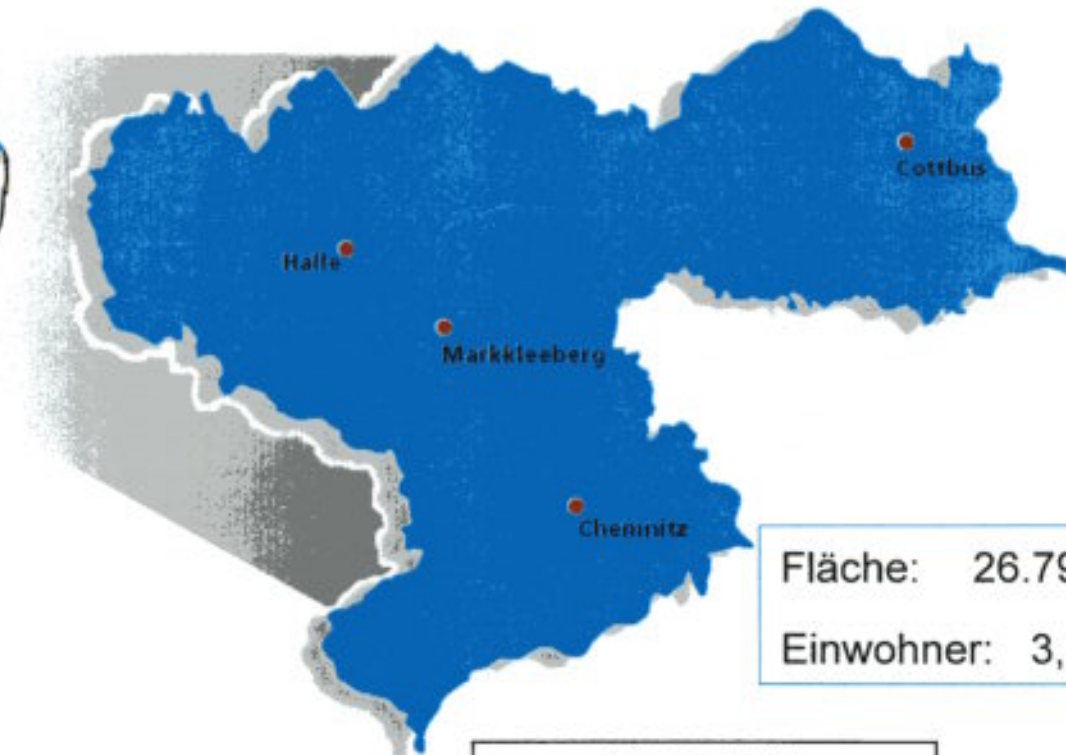 Cottbus
Halle
Markkleeberg
Chemnitz
Fläche: 26.79
Einwohner: 3,